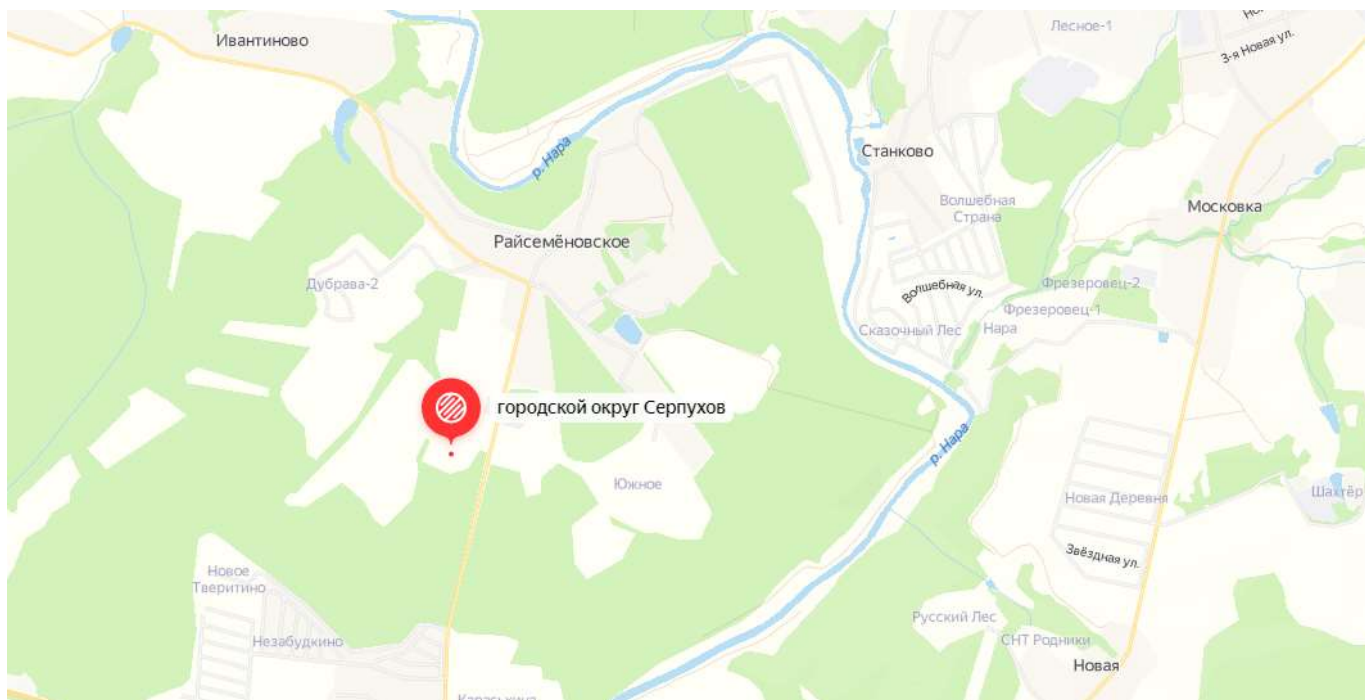 Ивантиново
Лесное-1
3-я Новая ул.
р. Нара
Станково
Волшебная
Страна
Московка
Райсемёновское
Дубрава-2
Волшебная ул.
Фрезеровец-2
Фрезеровец-1
Сказочный Лес
Нара
городской округ Серпухов
р. Нара
Южное
Новая Деревня
Шахтёр
Звёздная ул.
Новое
Тверитино
Незабудкино
Русский Лес
СНТ Родники
Новая